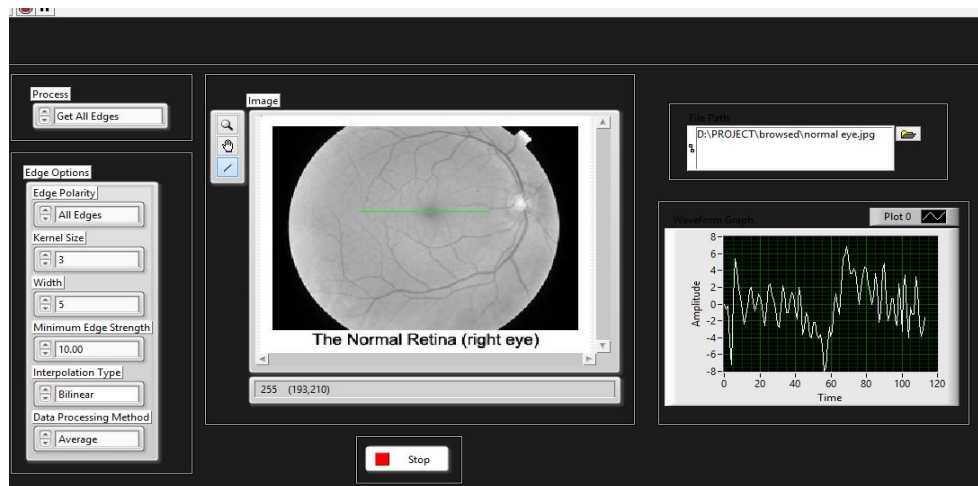 Process
Get All Edges
Edge Options
Edge Polarity
All Edges
Kernel Size
3
Width
5
Minimum Edge Strength
10.00
Interpolation Type
Bilinear
Data Processing Method
Average
Image
The Normal Retina (right eye)
255 (193,210)
Stop
File Path
D:\PROJECT\browsed\normal eye.jpg
Waveform Graph
Plot 0
Amplitude
8
6
4
2
0
-2
-4
-6
-8
0 20 40 60 80 100 120
Time